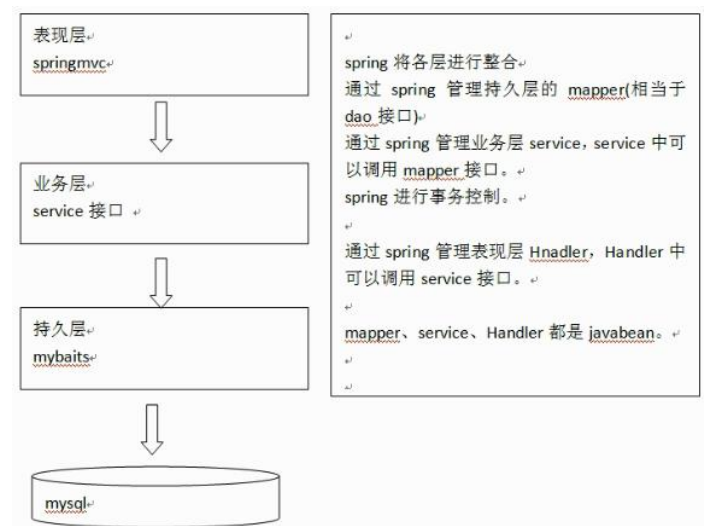 表现层
springmvc
业务层
service 接口
持久层
mybaits
mysql
spring 将各层进行整合
通过 spring 管理持久层的 mapper(相当于
dao 接口)
通过 spring 管理业务层 service，service 中可
以调用 mapper 接口。
spring 进行事务控制。
通过 spring 管理表现层 Hnadler，Handler 中
可以调用 service 接口。
mapper、service、Handler 都是 javabean。